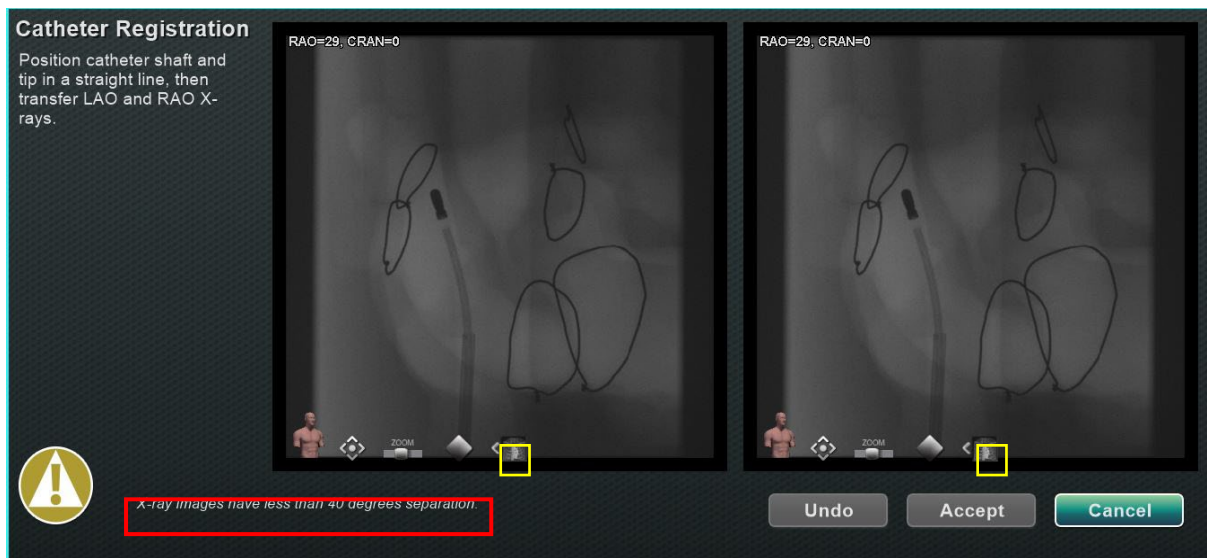 Catheter Registration
Position catheter shaft and
tip in a straight line, then
transfer LAO and RAO X-
rays.
RAO=29, CRAN=0
RAO=29, CRAN=0
ZOOM
ZOOM
X-ray images have less than 40 degrees separation.
Undo
Accept
Cancel